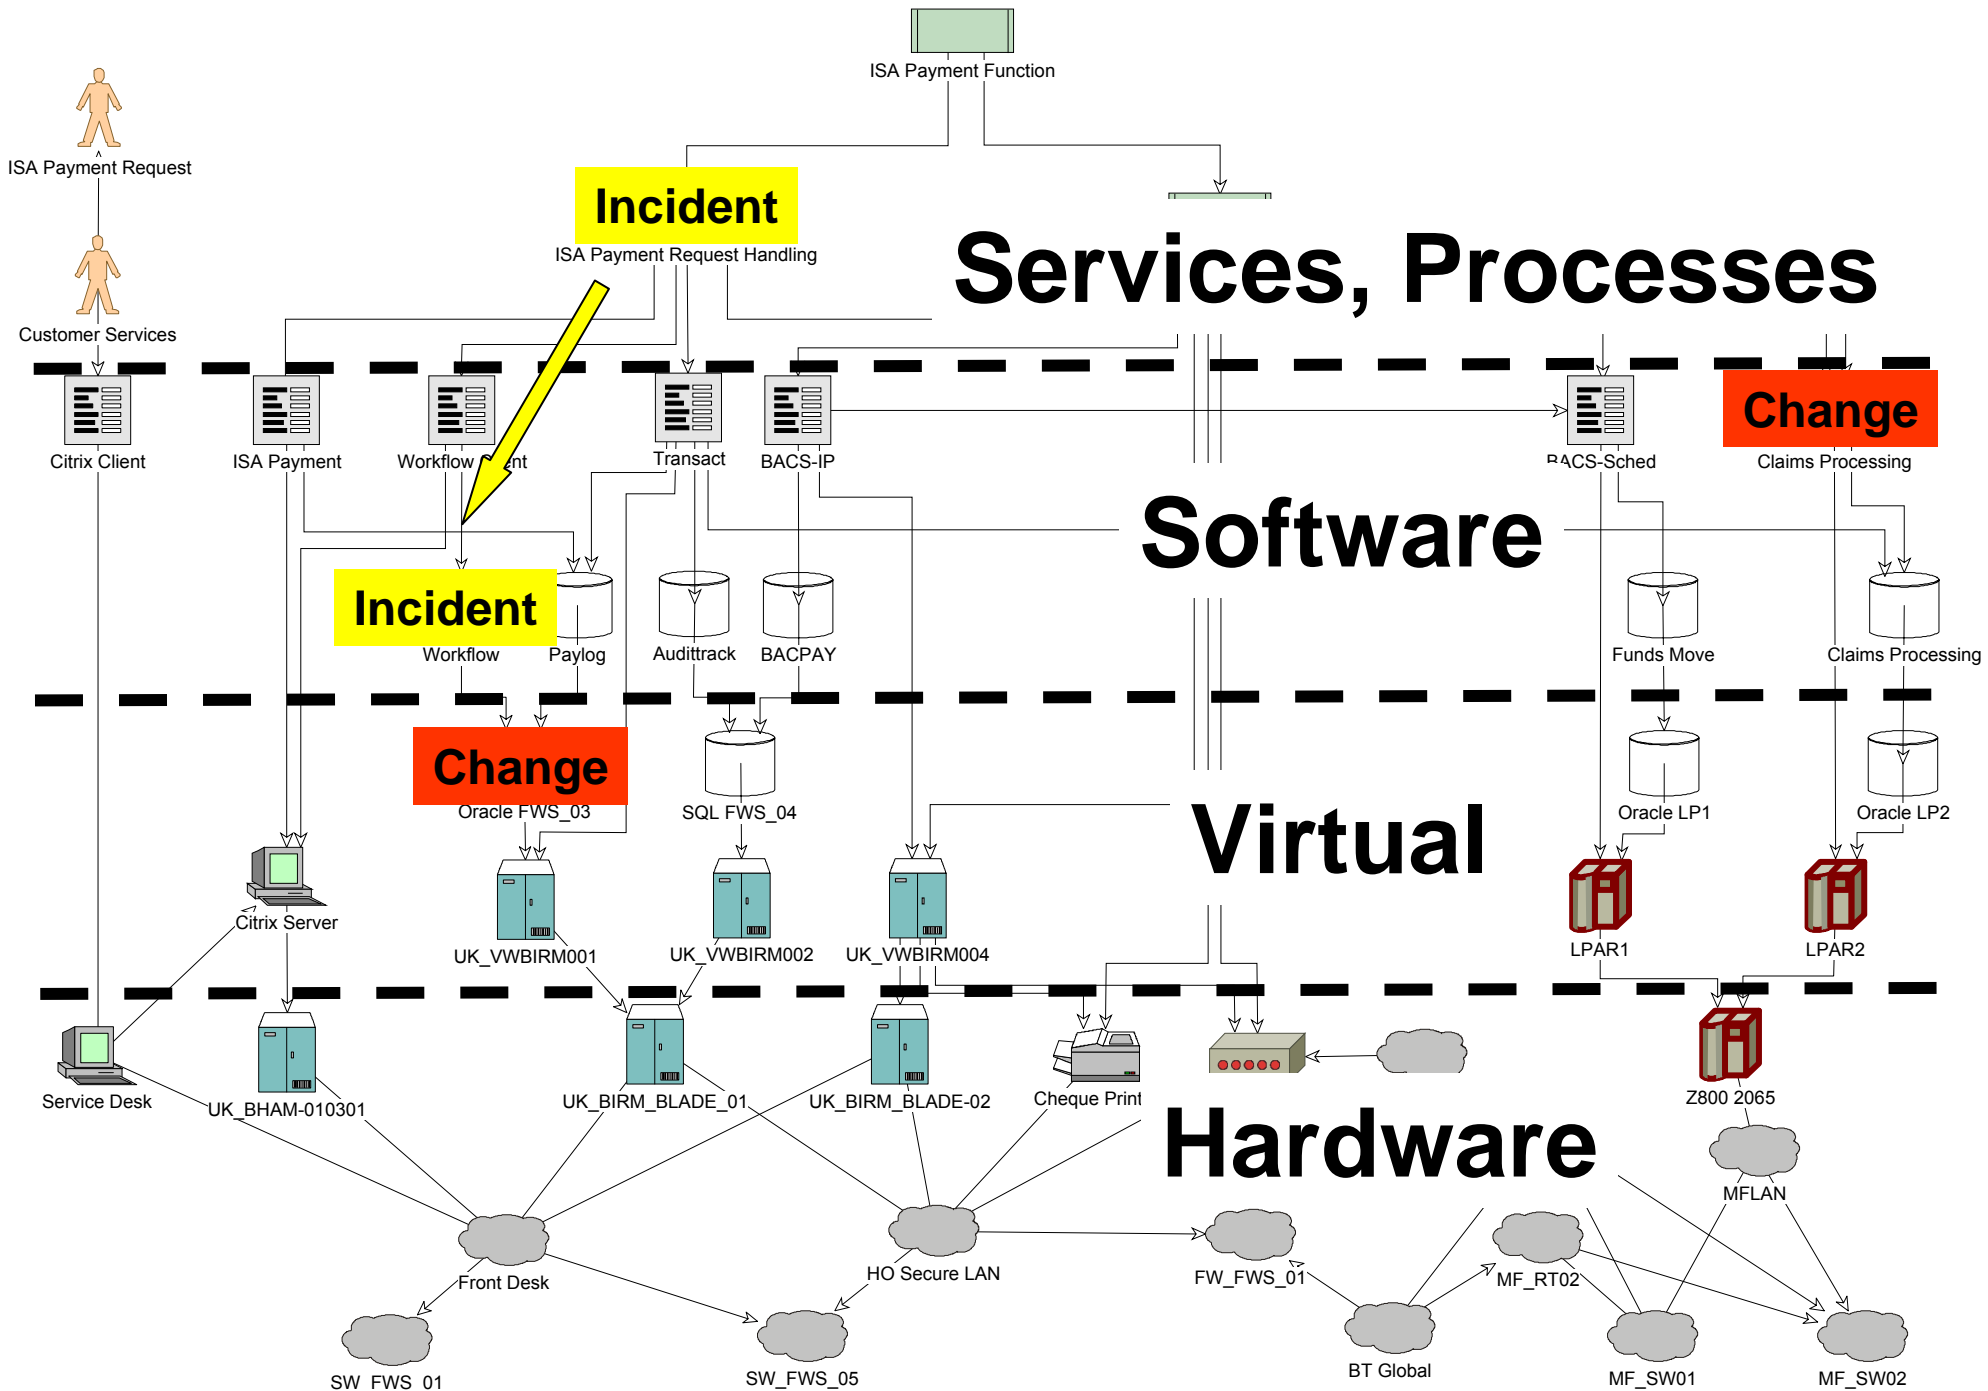 ISA Payment Function
ISA Payment Request
Incident
ISA Payment Request Handling
Services, Processes
Customer Services
Change
Citrix Client
ISA Payment
Workflow
Transact
BACS-IP
BACS-Sched
Claims Processing
Software
Incident
Workflow
Paylog
Audittrack
BACPAY
Funds Move
Claims Processing
Change
Oracle FWS_03
SQL FWS_04
Virtual
Oracle LP1
Oracle LP2
Citrix Server
UK_VWBIRM001
UK_VWBIRM002
UK_VWBIRM004
LPAR1
LPAR2
Service Desk
UK_BHAM-010301
UK_BIRM_BLADE_01
UK_BIRM_BLADE-02
Cheque Print
Z800 2065
Hardware
MFLAN
Front Desk
HO Secure LAN
FW_FWS_01
MF_RT02
SW_FWS_01
SW_FWS_05
BT Global
MF_SW01
MF_SW02